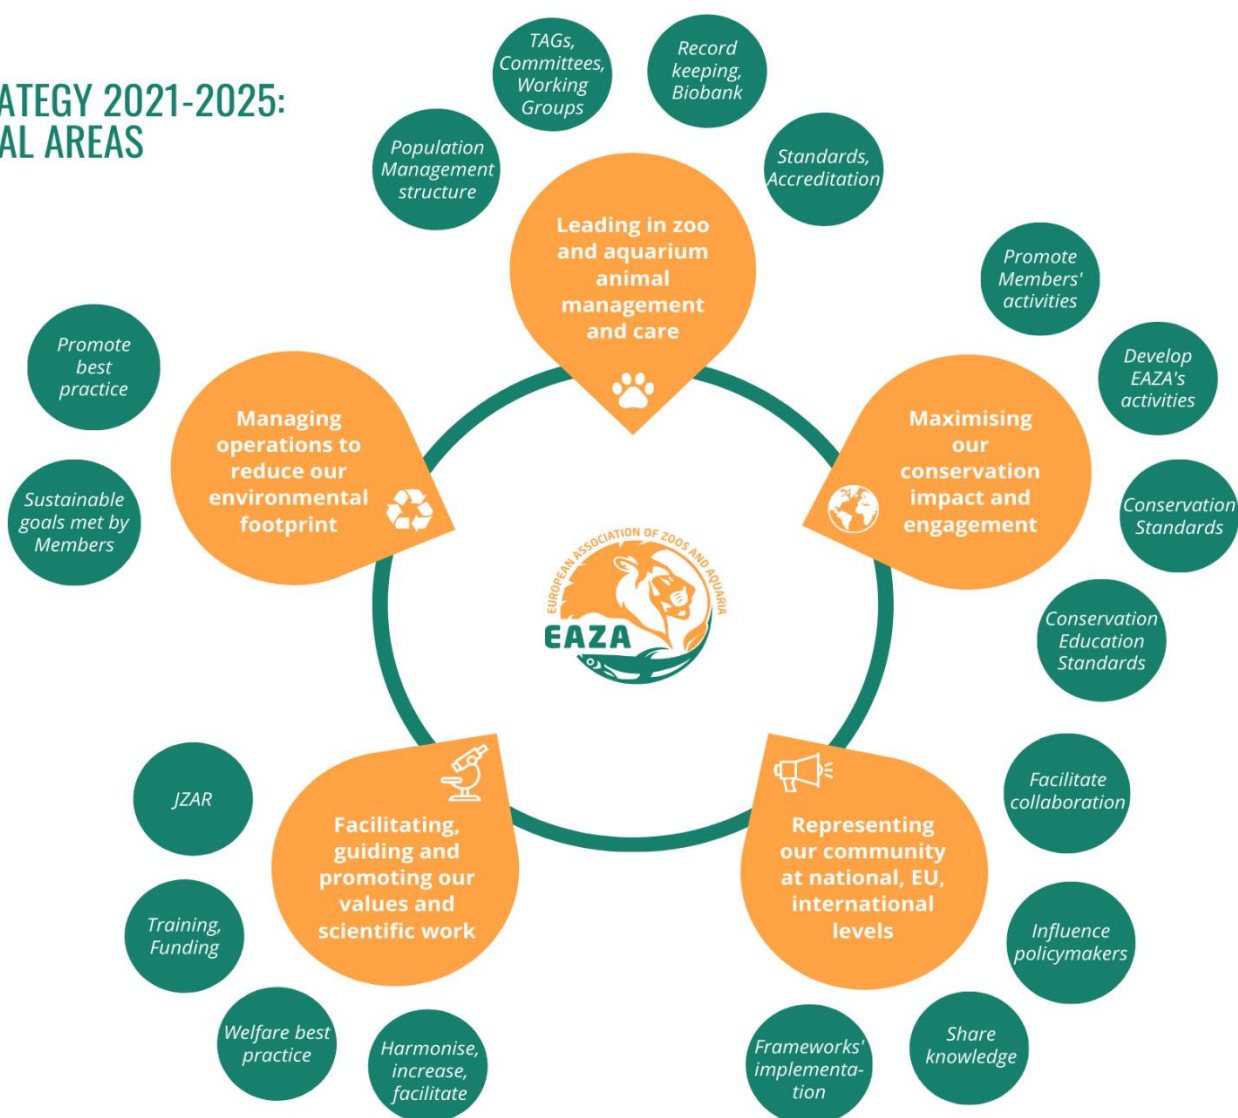 ATEGY 2021-2025:
AL AREAS
TAGs,
Committees,
Working
Groups
Record
keeping,
Biobank
Population
Management
structure
Standards,
Accreditation
Leading in zoo
and aquarium
animal
management
and care
Promote
Members'
activities
Develop
EAZA's
activities
Conservation
Standards
Conservation
Education
Standards
Maximising
our
conservation
impact and
engagement
Promote
best
practice
Sustainable
goals met by
Members
Managing
operations to
reduce our
environmental
footprint
EUROPEAN ASSOCIATION OF ZOOS AND AQUARIA
EAZA
JZAR
Training,
Funding
Welfare best
practice
Harmonise,
increase,
facilitate
Facilitating,
guiding and
promoting our
values and
scientific work
Representing
our community
at national, EU,
international
levels
Facilitate
collaboration
Influence
policymakers
Share
knowledge
Frameworks'
implementa-
tion